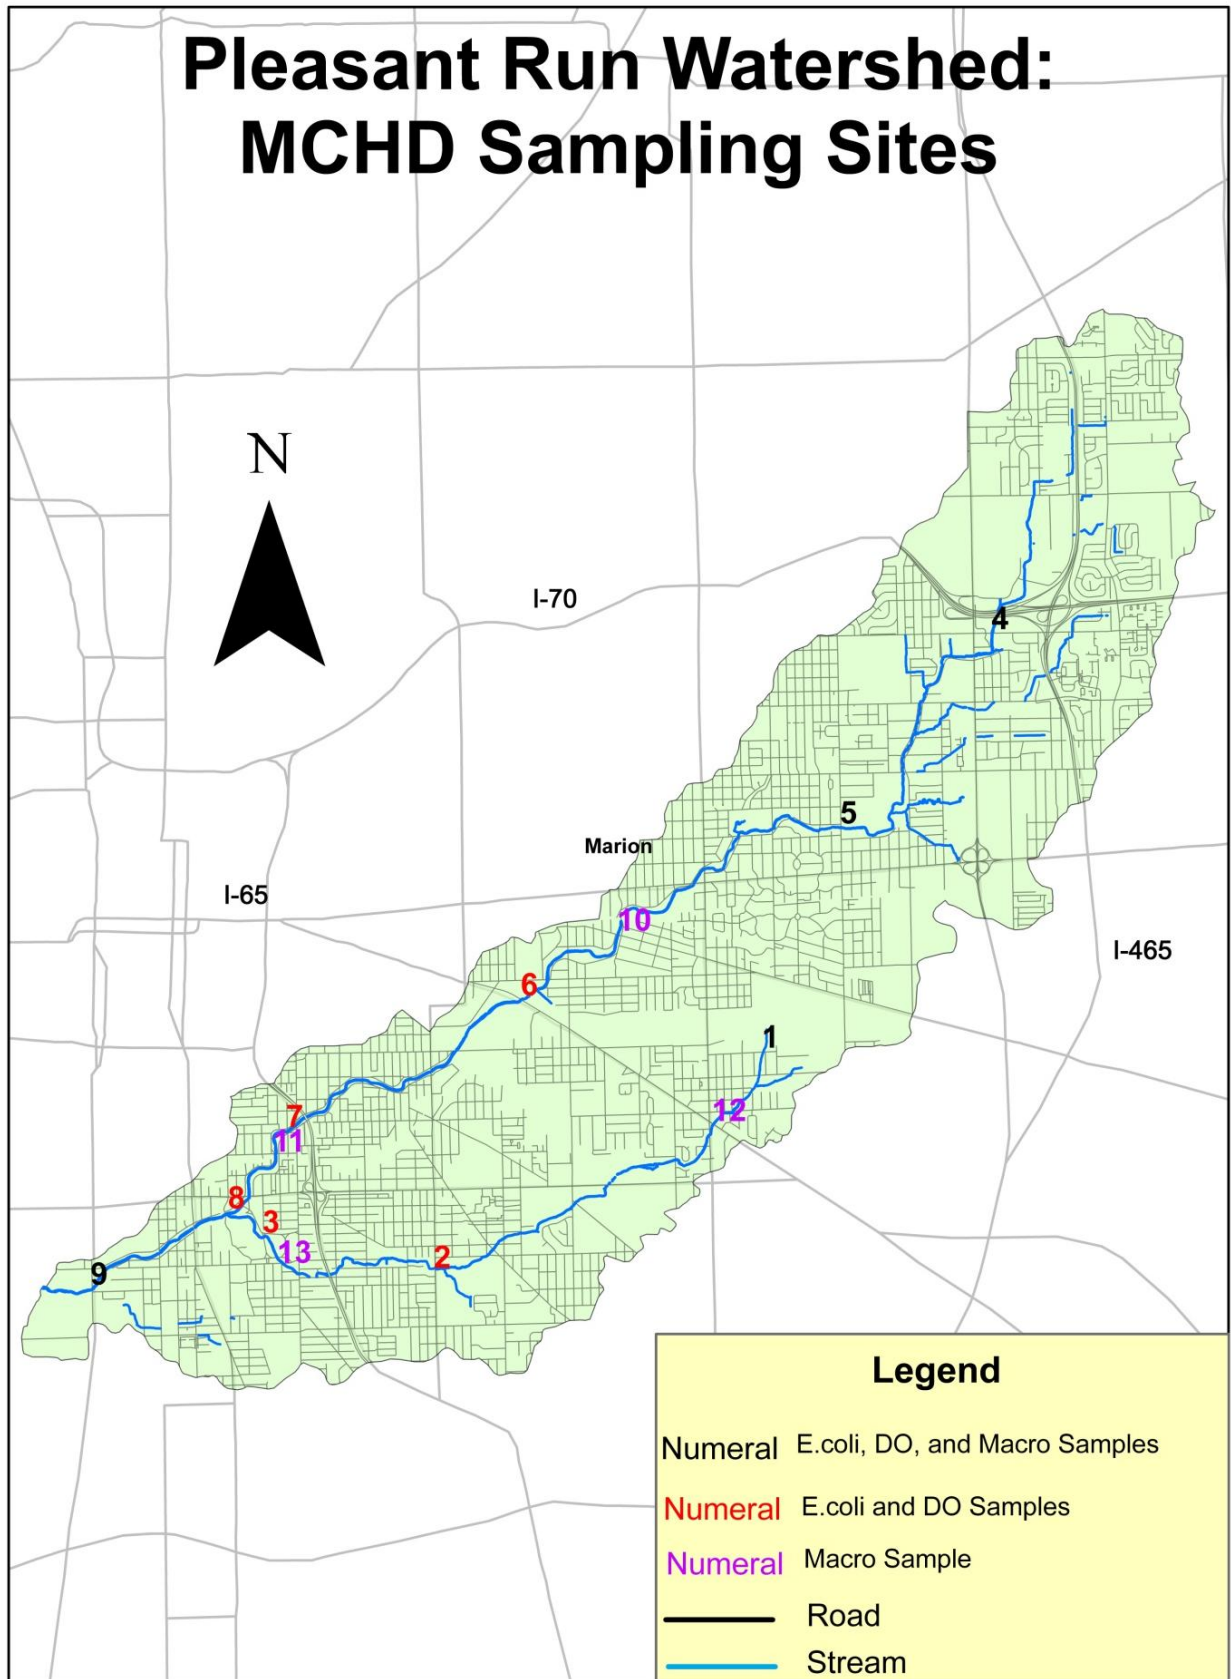 Pleasant Run Watershed:
MCHD Sampling Sites
N
I-70
4
5
Marion
I-65
10
I-465
6
1
12
7
11
8
3
13
2
9
Legend
Numeral E.coli, DO, and Macro Samples
Numeral E.coli and DO Samples
Numeral Macro Sample
Road
Stream